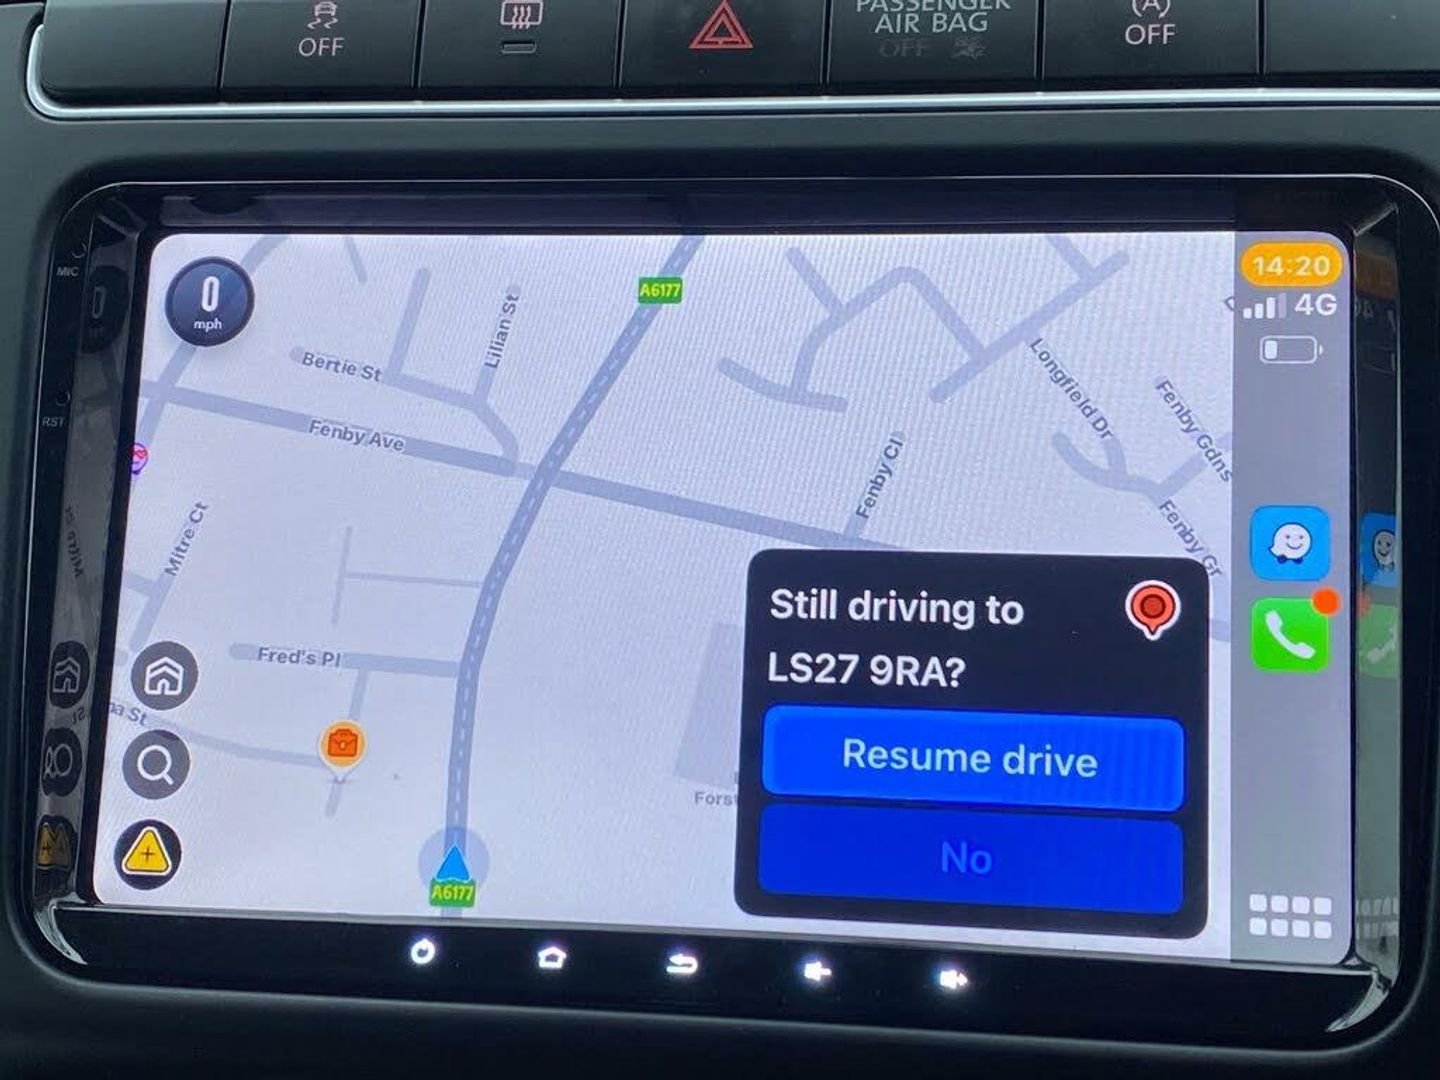 OFF
PASSENGER
AIR BAG
OFF
(A)
OFF
MIC
RST
0
mph
A6177
14:20
4G
Lilian St
Bertie St
Fenby Ave
Longfield Dr
Fenby Gdns
Fenby Cl
Fenby Gr
Mitre Ct
Fred's Pl
Still driving to
LS27 9RA?
Resume drive
No
A6177